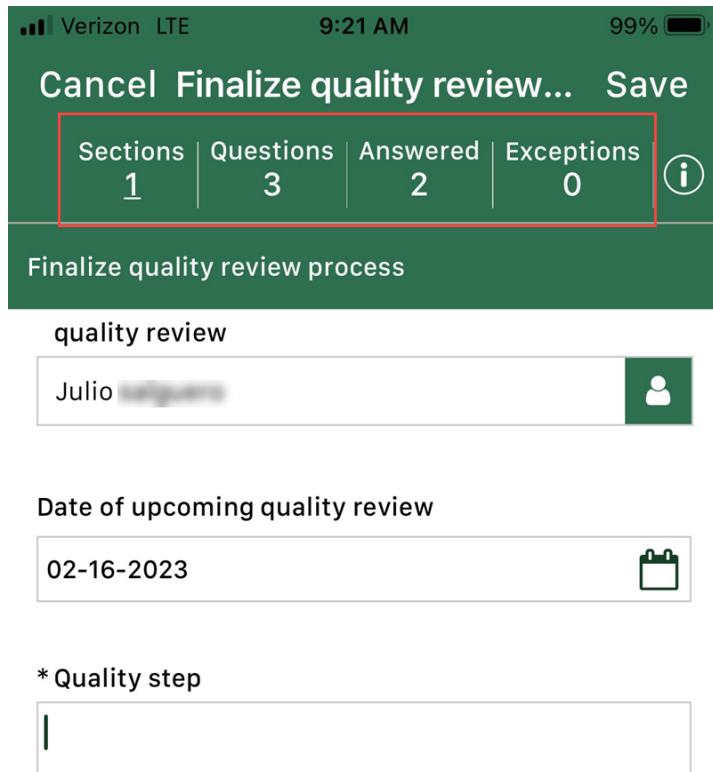 Verizon LTE 9:21 AM 99%
Cancel Finalize quality review... Save
Sections Questions Answered Exceptions
1 3 2 0
Finalize quality review process
quality review
Julio
Date of upcoming quality review
02-16-2023
* Quality step